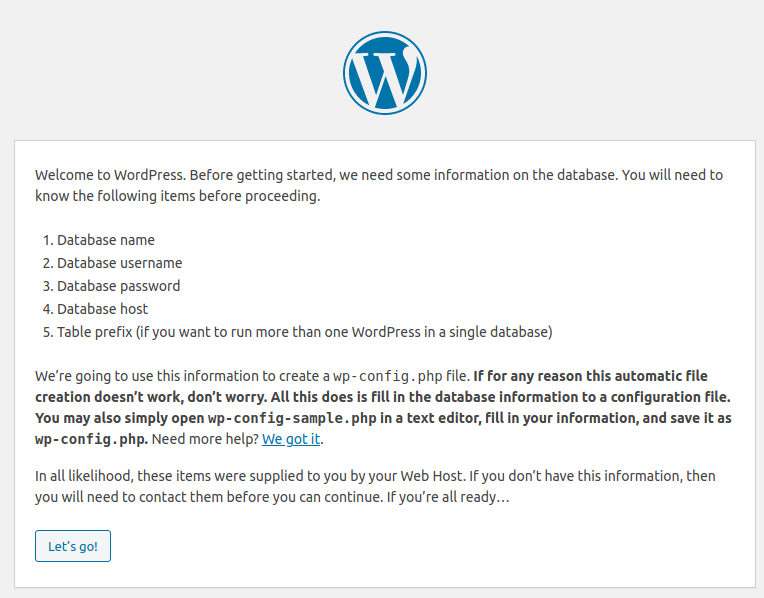 W
Welcome to WordPress. Before getting started, we need some information on the database. You will need to
know the following items before proceeding.
1. Database name
2. Database username
3. Database password
4. Database host
5. Table prefix (if you want to run more than one WordPress in a single database)
We’re going to use this information to create a wp-config.php file. If for any reason this automatic file
creation doesn’t work, don’t worry. All this does is fill in the database information to a configuration file.
You may also simply open wp-config-sample.php in a text editor, fill in your information, and save it as
wp-config.php. Need more help? We got it.
In all likelihood, these items were supplied to you by your Web Host. If you don’t have this information, then
you will need to contact them before you can continue. If you’re all ready…
Let’s go!